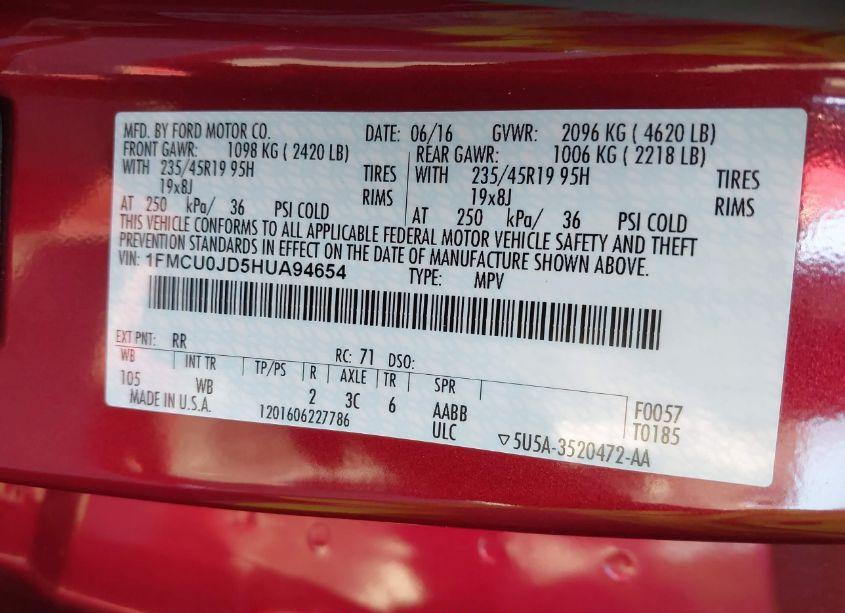 MFD. BY FORD MOTOR CO. DATE: 06/16 GVWR: 2096 KG ( 4620 LB)
FRONT GAWR: 1098 KG ( 2420 LB) REAR GAWR: 1006 KG ( 2218 LB)
WITH 235/45R19 95H TIRES WITH 235/45R19 95H TIRES
19x8J RIMS 19x8J RIMS
AT 250 kPa/ 36 PSI COLD AT 250 kPa/ 36 PSI COLD
THIS VEHICLE CONFORMS TO ALL APPLICABLE FEDERAL MOTOR VEHICLE SAFETY AND THEFT
PREVENTION STANDARDS IN EFFECT ON THE DATE OF MANUFACTURE SHOWN ABOVE.
VIN: 1FMCU0JD5HUA94654 TYPE: MPV
EXT PNT: RR RC: 71 DSO:
WB INT TR TP/PS R AXLE TR SPR
105 WB 2 3C 6 AABB F0057
MADE IN U.S.A. 1201606227786 ULC T0185
▽5U5A-3520472-AA